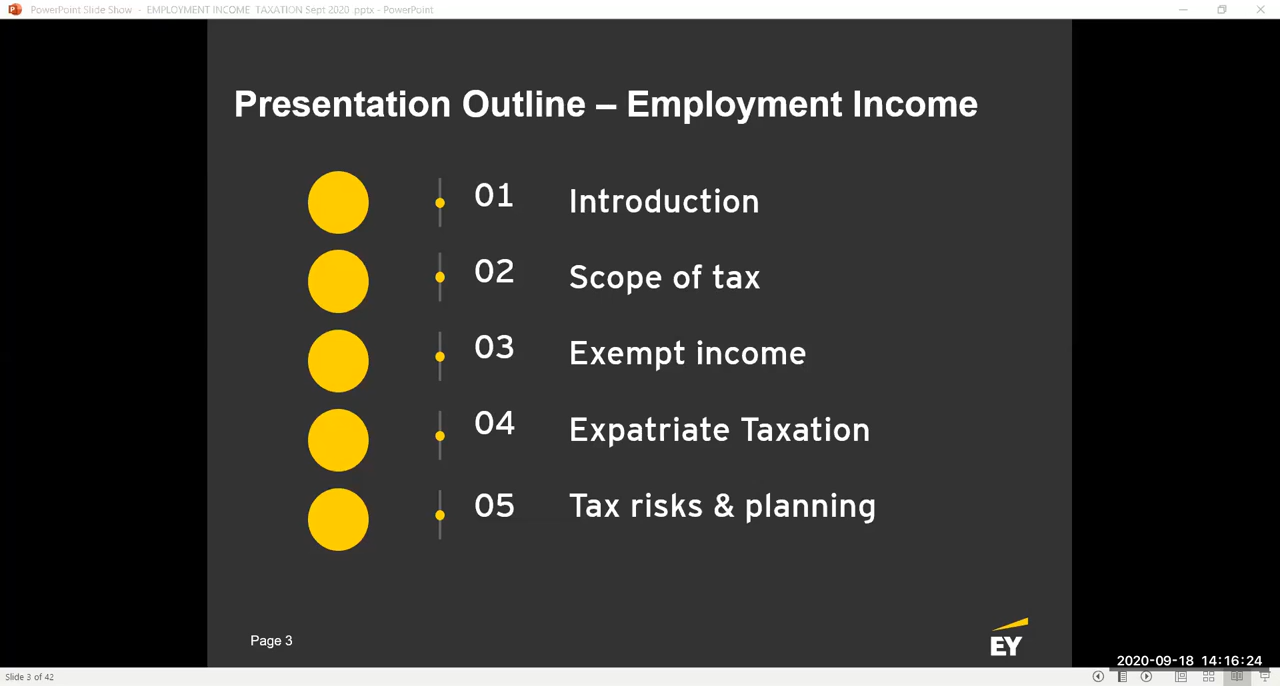 PowerPoint Slide Show - EMPLOYMENT INCOME TAXATION Sept 2020 .pptx - PowerPoint
Presentation Outline – Employment Income
01 Introduction
02 Scope of tax
03 Exempt income
04 Expatriate Taxation
05 Tax risks & planning
Page 3
EY
2020-09-18 14:16:24
Slide 3 of 42